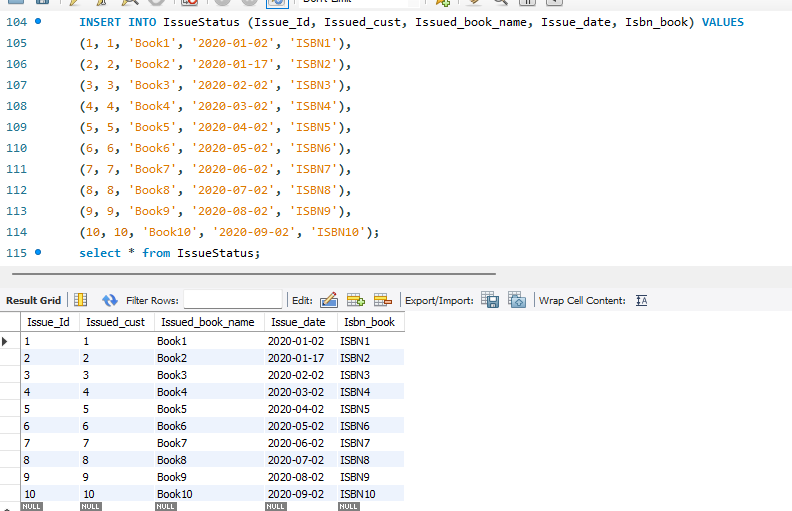 Don't Limit
104 INSERT INTO IssueStatus (Issue_Id, Issued_cust, Issued_book_name, Issue_date, Isbn_book) VALUES
105 (1, 1, 'Book1', '2020-01-02', 'ISBN1'),
106 (2, 2, 'Book2', '2020-01-17', 'ISBN2'),
107 (3, 3, 'Book3', '2020-02-02', 'ISBN3'),
108 (4, 4, 'Book4', '2020-03-02', 'ISBN4'),
109 (5, 5, 'Book5', '2020-04-02', 'ISBN5'),
110 (6, 6, 'Book6', '2020-05-02', 'ISBN6'),
111 (7, 7, 'Book7', '2020-06-02', 'ISBN7'),
112 (8, 8, 'Book8', '2020-07-02', 'ISBN8'),
113 (9, 9, 'Book9', '2020-08-02', 'ISBN9'),
114 (10, 10, 'Book10', '2020-09-02', 'ISBN10');
115 select * from IssueStatus;
Result Grid Filter Rows: Edit: Export/Import: Wrap Cell Content: IA
Issue_Id Issued_cust Issued_book_name Issue_date Isbn_book
1 1 Book1 2020-01-02 ISBN1
2 2 Book2 2020-01-17 ISBN2
3 3 Book3 2020-02-02 ISBN3
4 4 Book4 2020-03-02 ISBN4
5 5 Book5 2020-04-02 ISBN5
6 6 Book6 2020-05-02 ISBN6
7 7 Book7 2020-06-02 ISBN7
8 8 Book8 2020-07-02 ISBN8
9 9 Book9 2020-08-02 ISBN9
10 10 Book10 2020-09-02 ISBN10
NULL NULL NULL NULL NULL